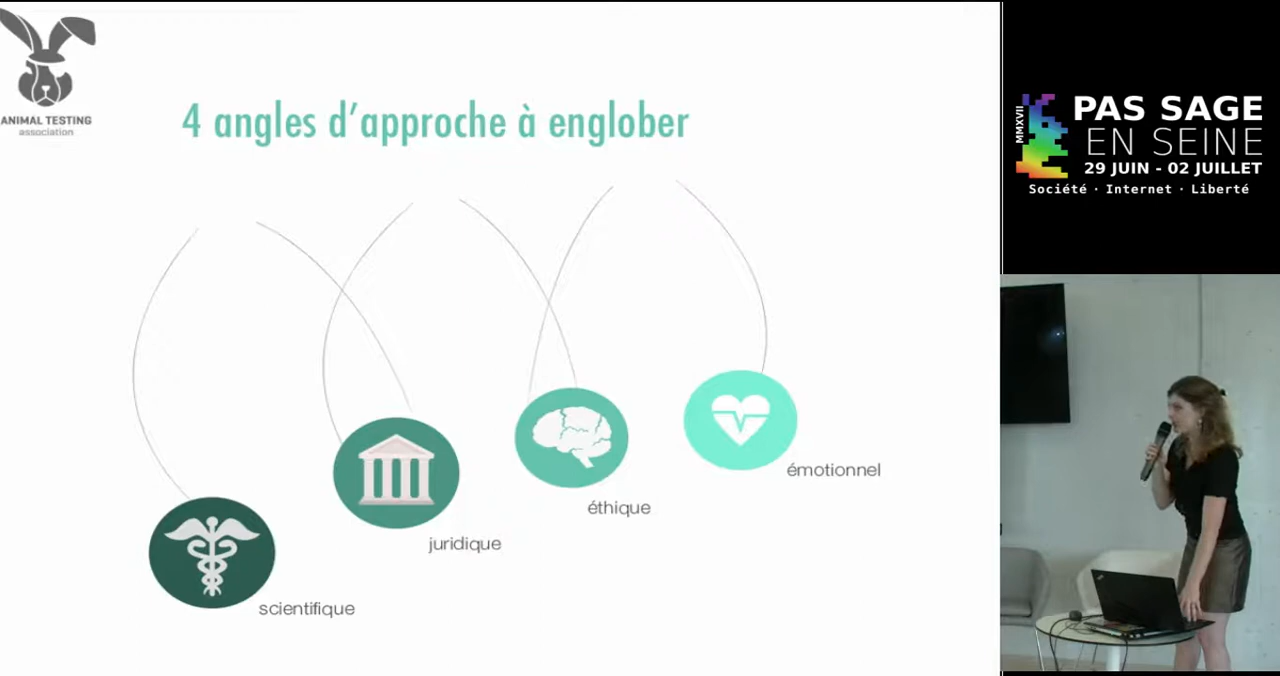 ANIMAL TESTING
association
4 angles d'approche à englober
émotionnel
éthique
juridique
scientifique
MMXVII
PAS SAGE
EN SEINE
29 JUIN - 02 JUILLET
Société · Internet · Liberté